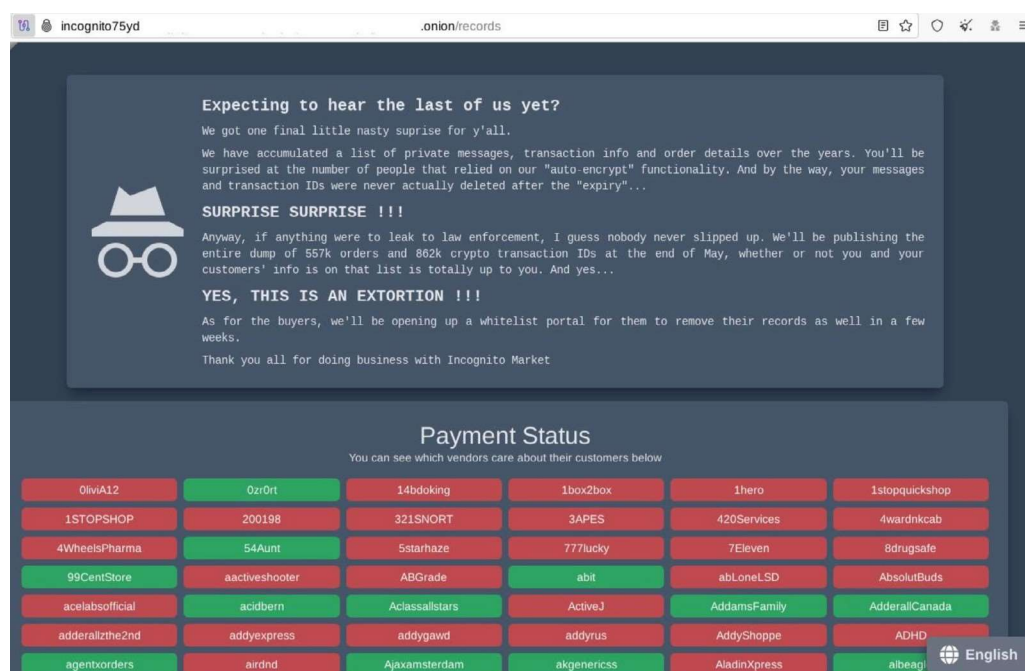 incognito75yd .onion/records
Expecting to hear the last of us yet?
We got one final little nasty suprise for y'all.
We have accumulated a list of private messages, transaction info and order details over the years. You'll be
surprised at the number of people that relied on our "auto-encrypt" functionality. And by the way, your messages
and transaction IDs were never actually deleted after the "expiry"...
SURPRISE SURPRISE !!!
Anyway, if anything were to leak to law enforcement, I guess nobody never slipped up. We'll be publishing the
entire dump of 557k orders and 862k crypto transaction IDs at the end of May, whether or not you and your
customers' info is on that list is totally up to you. And yes...
YES, THIS IS AN EXTORTION !!!
As for the buyers, we'll be opening up a whitelist portal for them to remove their records as well in a few
weeks.
Thank you all for doing business with Incognito Market
Payment Status
You can see which vendors care about their customers below
0liviA12 0zr0rt 14bdoking 1box2box 1hero 1stopquickshop
1STOPSHOP 200198 321SNORT 3APES 420Services 4wardnkcab
4WheelsPharma 54Aunt 5starhaze 777lucky 7Eleven 8drugsafe
99CentStore aactiveshooter ABGrade abit abLoneLSD AbsolutBuds
acelabsofficial acidbern Aclassallstars ActiveJ AddamsFamily AdderallCanada
adderallzthe2nd addyexpress addygawd addyrus AddyShoppe ADHD
agentxorders airdnd Ajaxamsterdam akgenericss AladinXpress
English